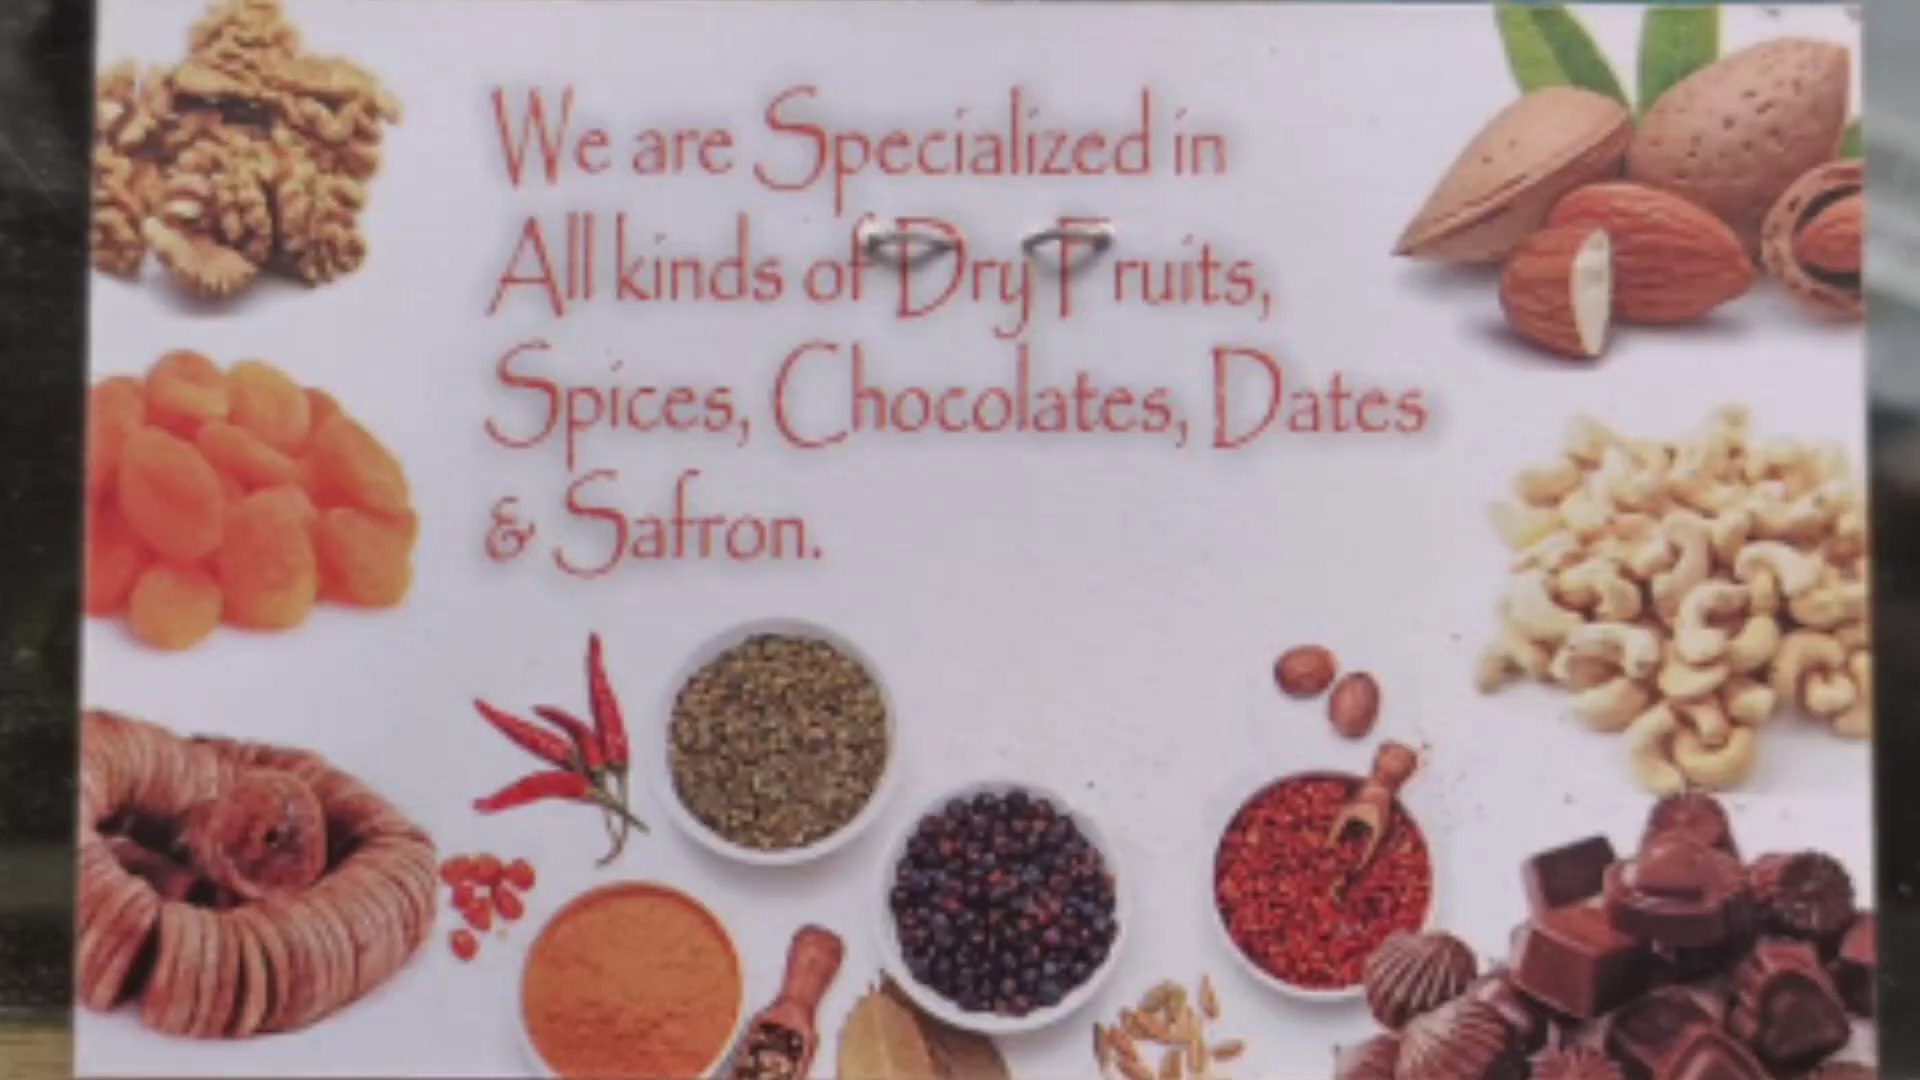 We are Specialized in
All kinds of Dry Fruits,
Spices, Chocolates, Dates
& Safron.